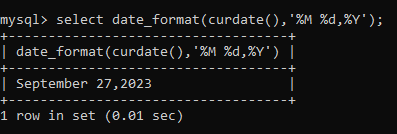 mysql> select date_format(curdate(),'%M %d,%Y');
+-----------------------------------+
| date_format(curdate(),'%M %d,%Y') |
+-----------------------------------+
| September 27,2023                 |
+-----------------------------------+
1 row in set (0.01 sec)